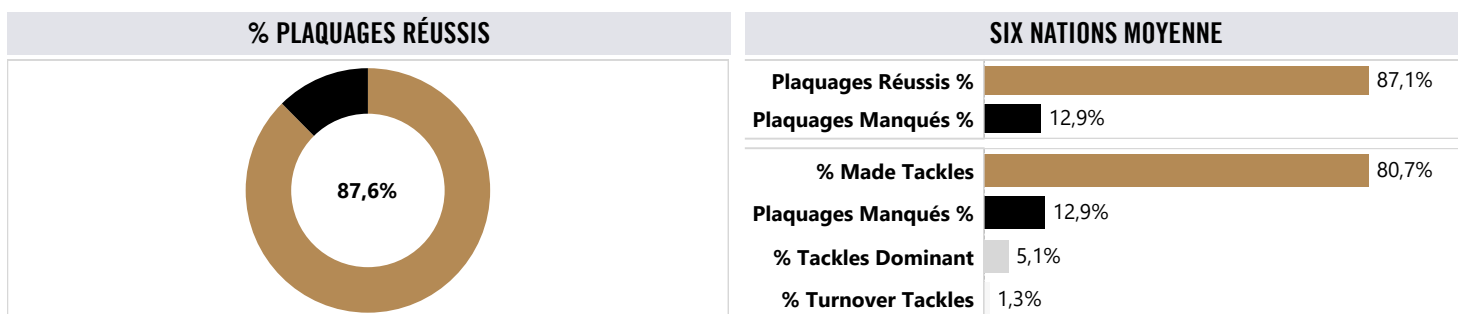 % PLAQUAGES RÉUSSIS
87,6%
SIX NATIONS MOYENNE
Plaquages Réussis % 87,1%
Plaquages Manqués % 12,9%
% Made Tackles 80,7%
Plaquages Manqués % 12,9%
% Tackles Dominant 5,1%
% Turnover Tackles 1,3%